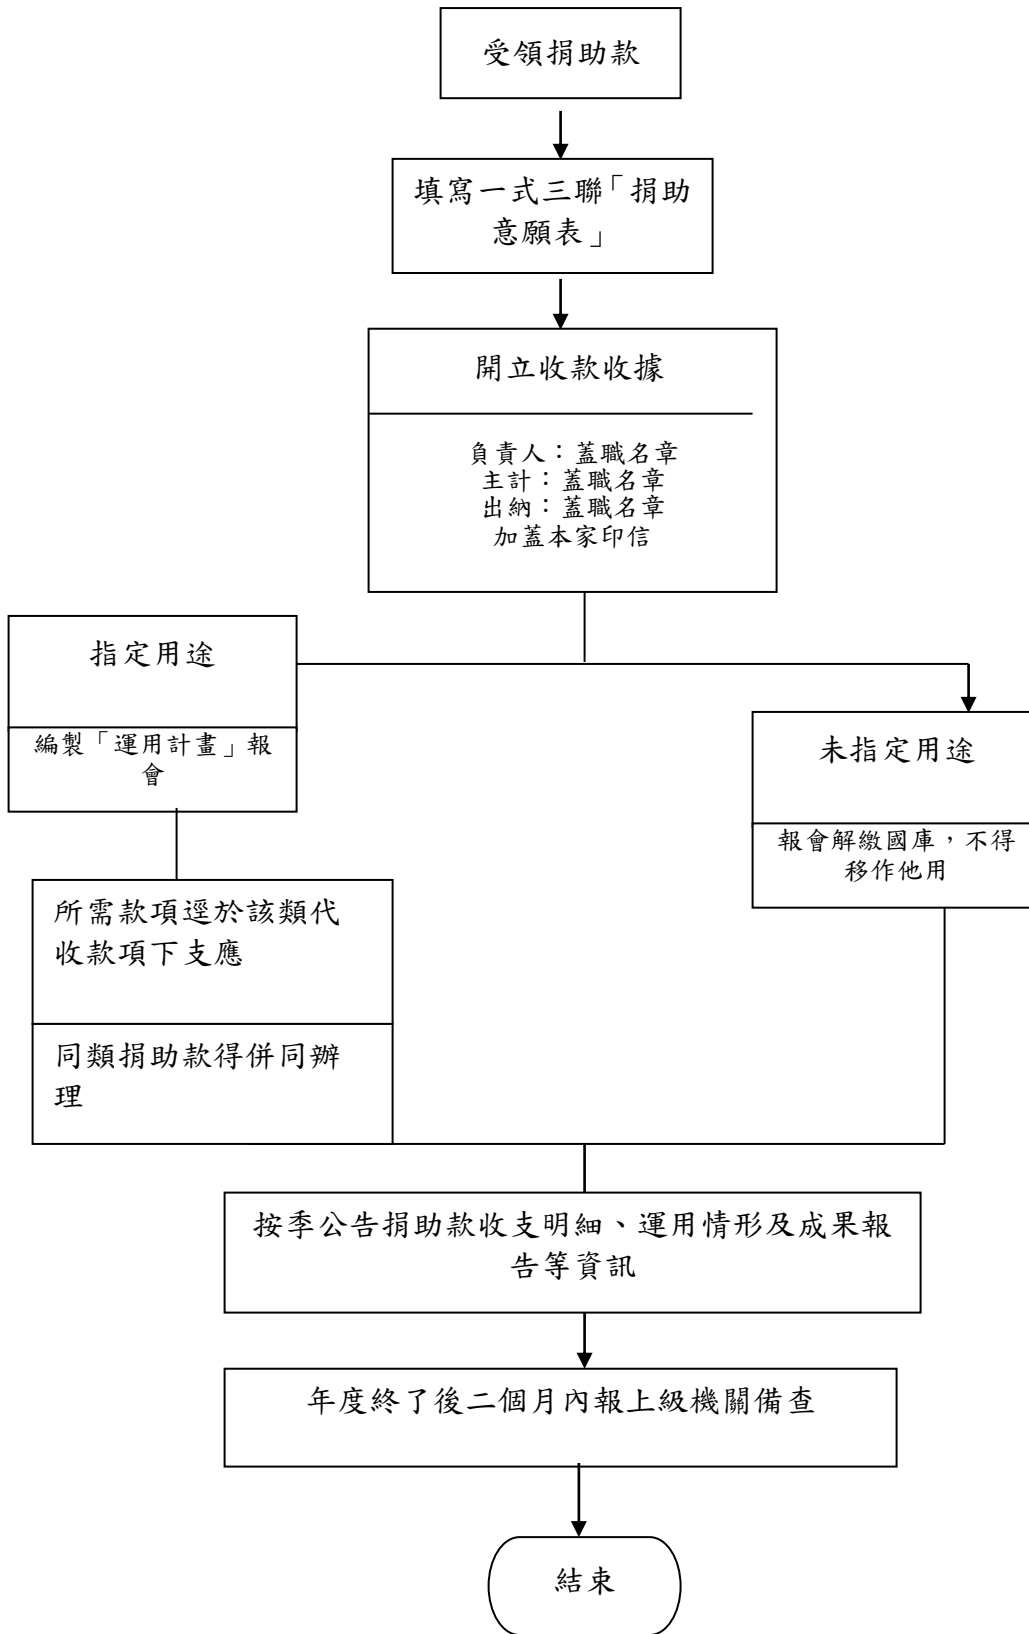 受領捐助款
填寫一式三聯「捐助
意願表」
開立收款收據
負責人：蓋職名章
主計：蓋職名章
出納：蓋職名章
加蓋本家印信
指定用途
編製「運用計畫」報
會
未指定用途
報會解繳國庫，不得
移作他用
所需款項逕於該類代
收款項下支應
同類捐助款得併同辦
理
按季公告捐助款收支明細、運用情形及成果報
告等資訊
年度終了後二個月內報上級機關備查
結束